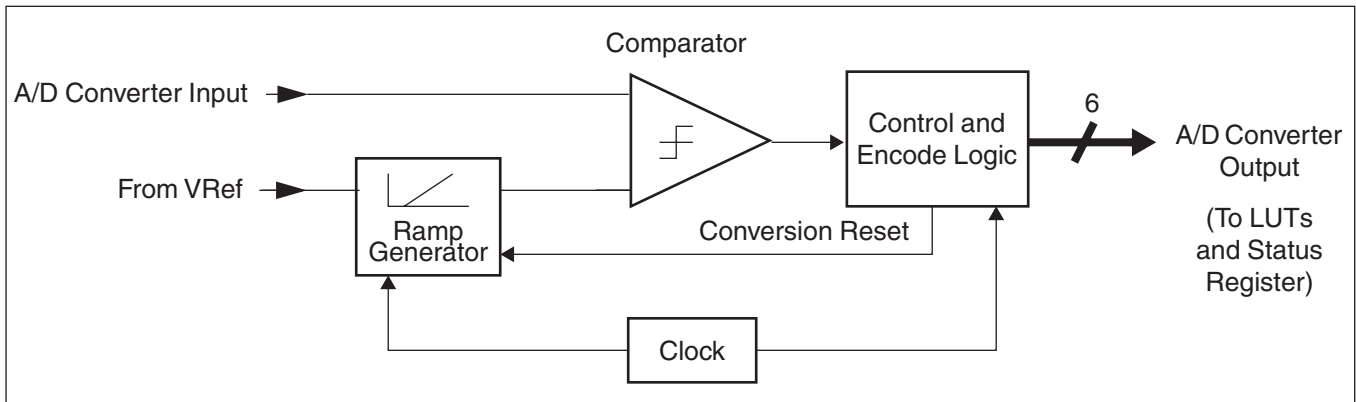 Comparator
A/D Converter Input
From VRef
Ramp
Generator
Control and
Encode Logic
6
A/D Converter
Output
(To LUTs
and Status
Register)
Conversion Reset
Clock